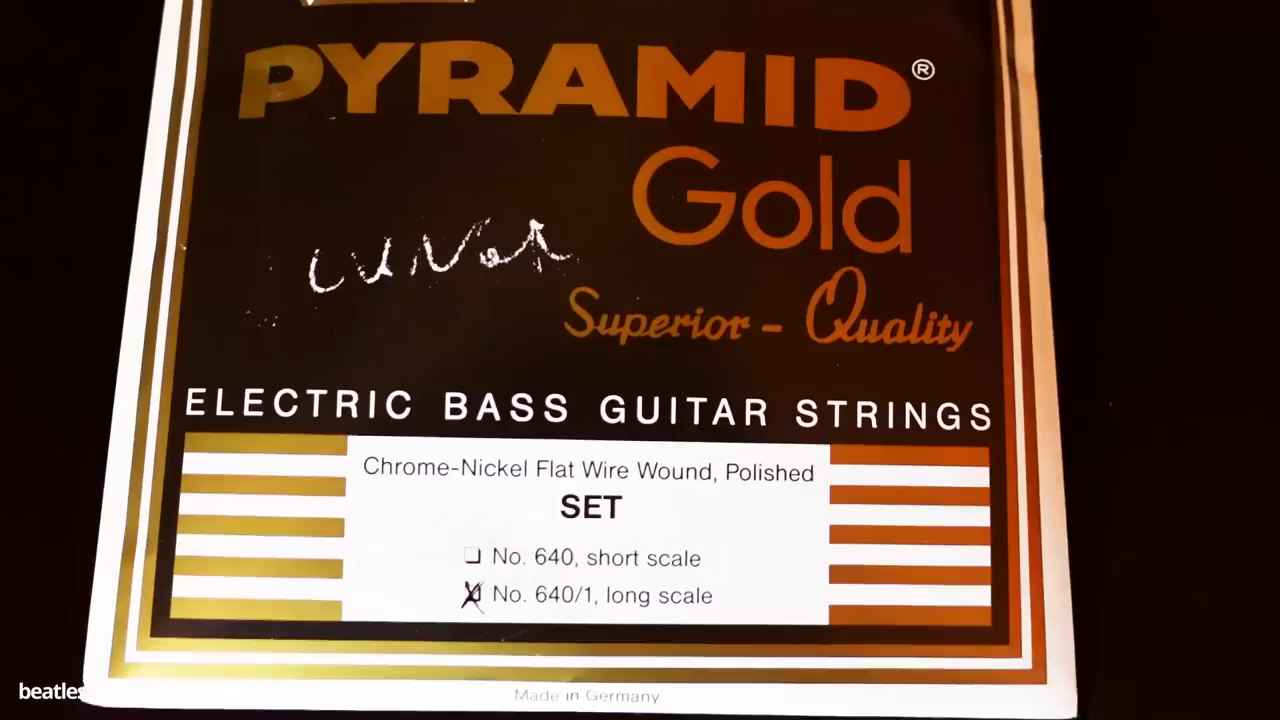 PYRAMID®
Gold
Superior - Quality
ELECTRIC BASS GUITAR STRINGS
Chrome-Nickel Flat Wire Wound, Polished
SET
No. 640, short scale
No. 640/1, long scale
beatles
Made in Germany